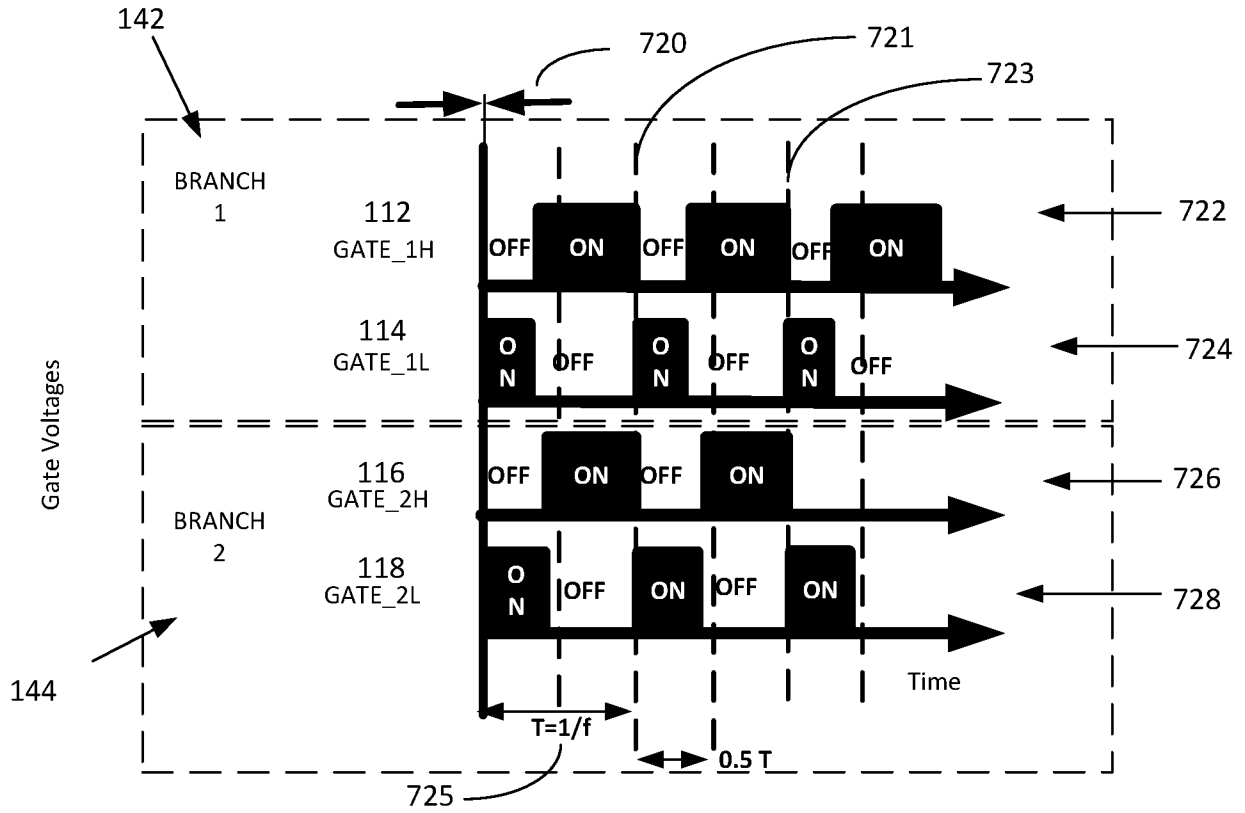 142
720
721
723
BRANCH
1
112
GATE_1H
OFF
ON
OFF
ON
OFF
ON
722
114
GATE_1L
O
N
OFF
O
N
OFF
O
N
OFF
724
Gate Voltages
116
GATE_2H
OFF
ON
OFF
ON
726
BRANCH
2
118
GATE_2L
O
N
OFF
ON
OFF
ON
728
144
Time
T=1/f
0.5 T
725